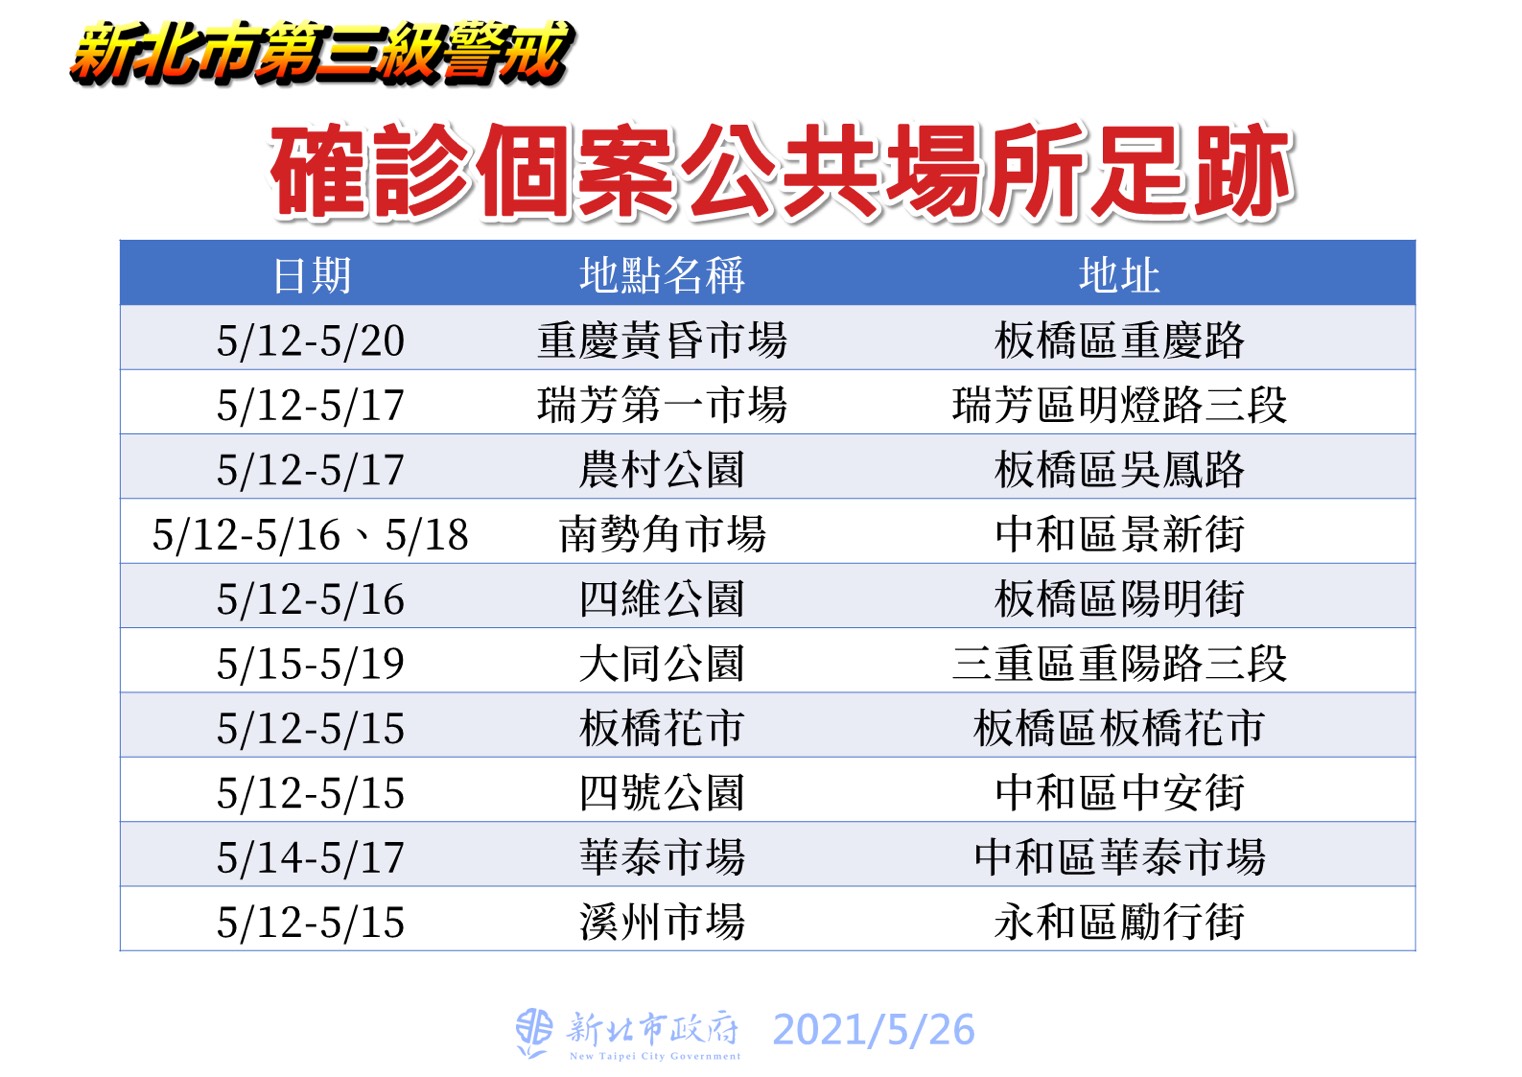 新北市第三級警戒
確診個案公共場所足跡
日期 地點名稱 地址
5/12-5/20 重慶黃昏市場 板橋區重慶路
5/12-5/17 瑞芳第一市場 瑞芳區明燈路三段
5/12-5/17 農村公園 板橋區吳鳳路
5/12-5/16、5/18 南勢角市場 中和區景新街
5/12-5/16 四維公園 板橋區陽明街
5/15-5/19 大同公園 三重區重陽路三段
5/12-5/15 板橋花市 板橋區板橋花市
5/12-5/15 四號公園 中和區中安街
5/14-5/17 華泰市場 中和區華泰市場
5/12-5/15 溪州市場 永和區勵行街
新北市政府 2021/5/26
New Taipei City Government